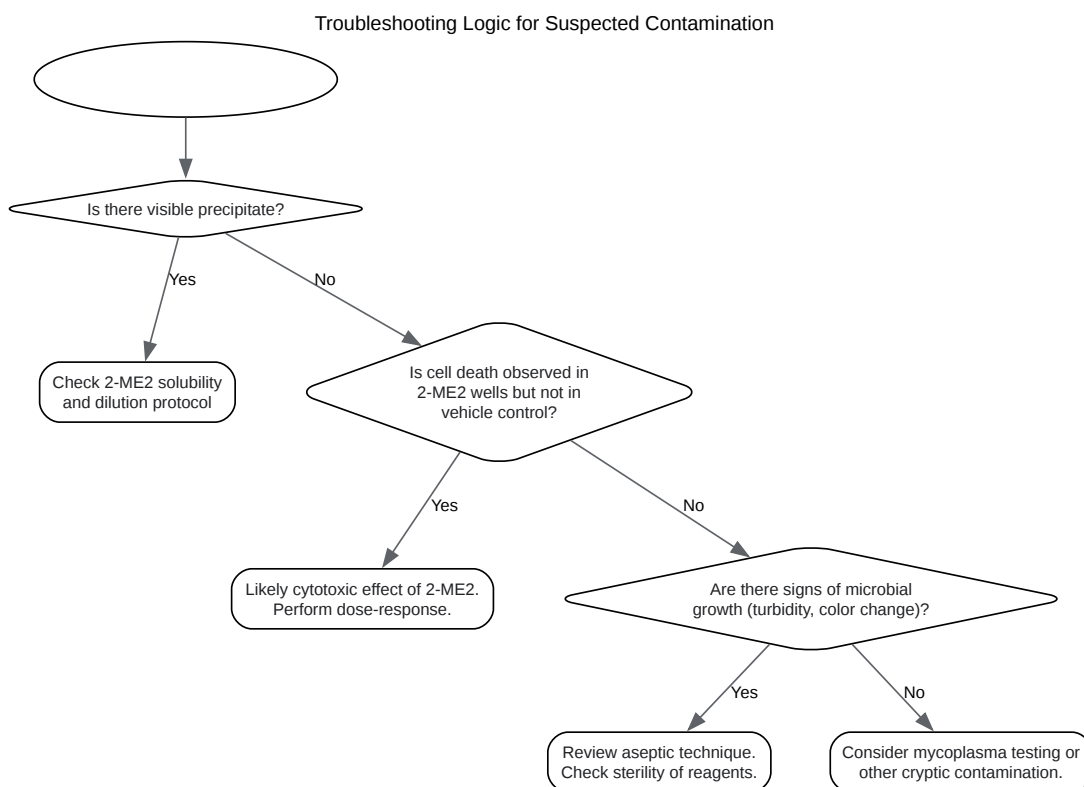 Troubleshooting Logic for Suspected Contamination
Is there visible precipitate?
Yes
No
Check 2-ME2 solubility
and dilution protocol
Is cell death observed in
2-ME2 wells but not in
vehicle control?
Yes
No
Likely cytotoxic effect of 2-ME2.
Perform dose-response.
Are there signs of microbial
growth (turbidity, color change)?
Yes
No
Review aseptic technique.
Check sterility of reagents.
Consider mycoplasma testing or
other cryptic contamination.